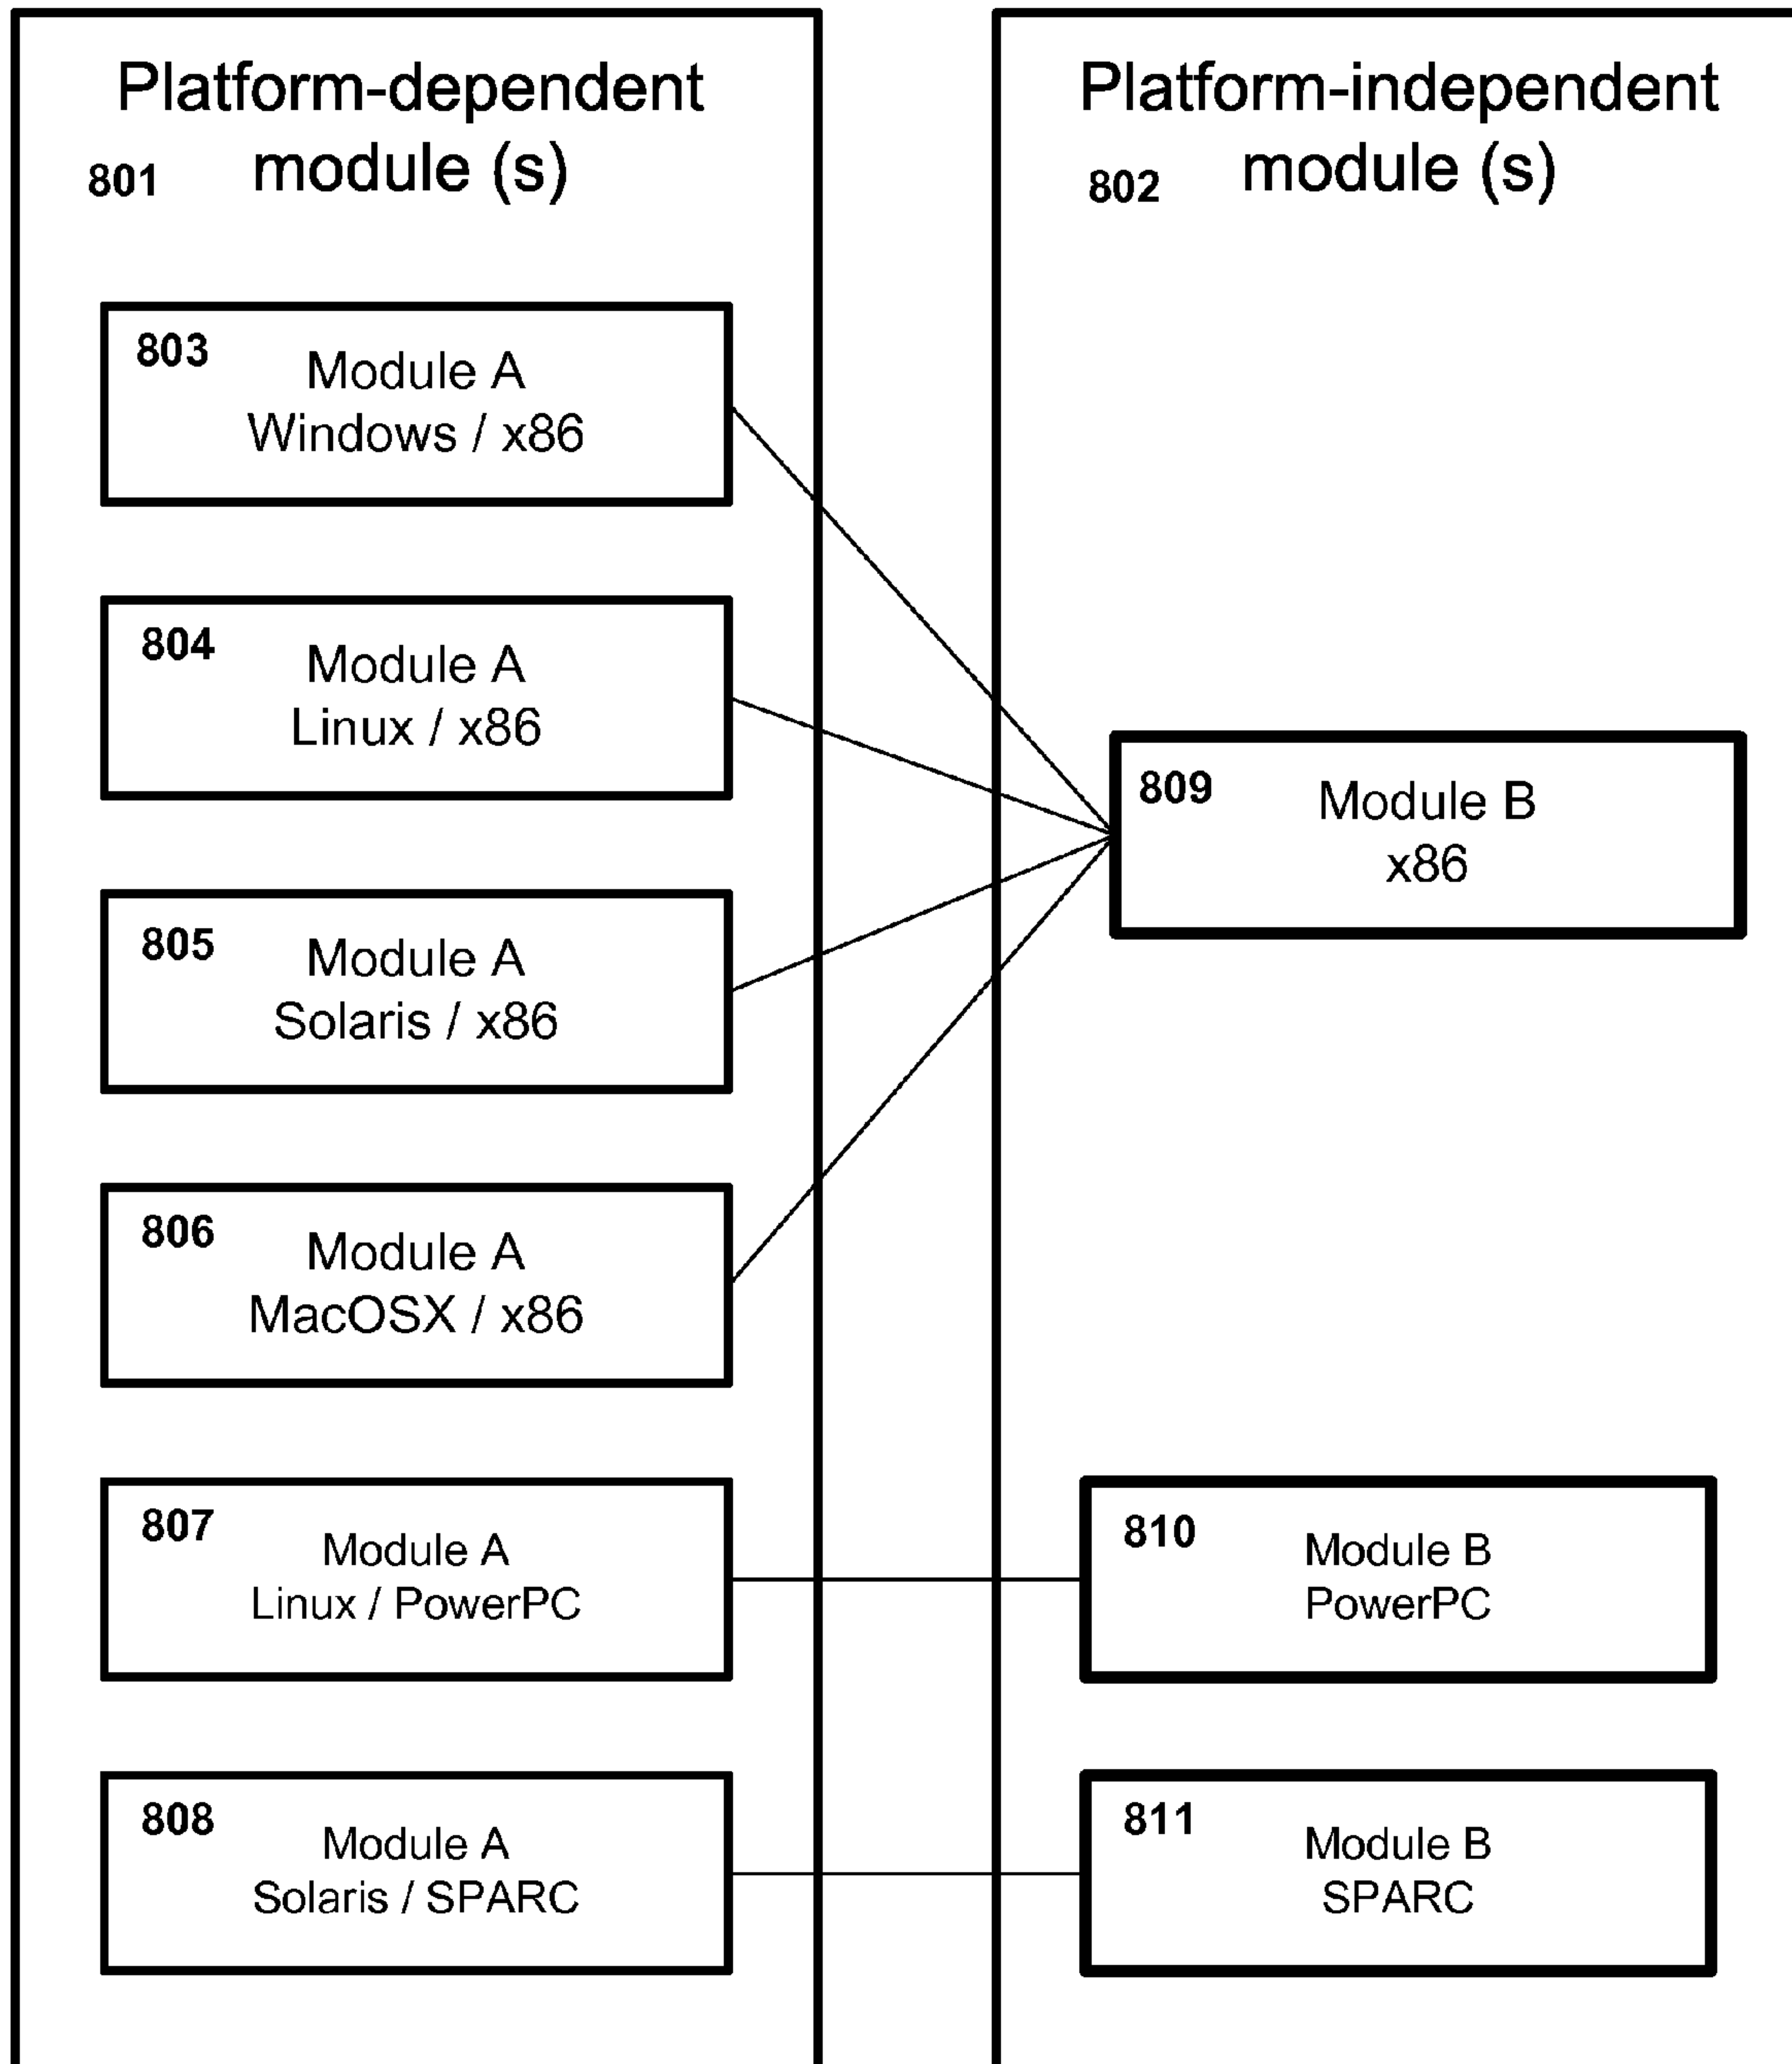 Platform-dependent
801 module (s)
803
Module A
Windows / x86
804
Module A
Linux / x86
805
Module A
Solaris / x86
806
Module A
MacOSX / x86
807
Module A
Linux / PowerPC
808
Module A
Solaris / SPARC
Platform-independent
802 module (s)
809
Module B
x86
810
Module B
PowerPC
811
Module B
SPARC